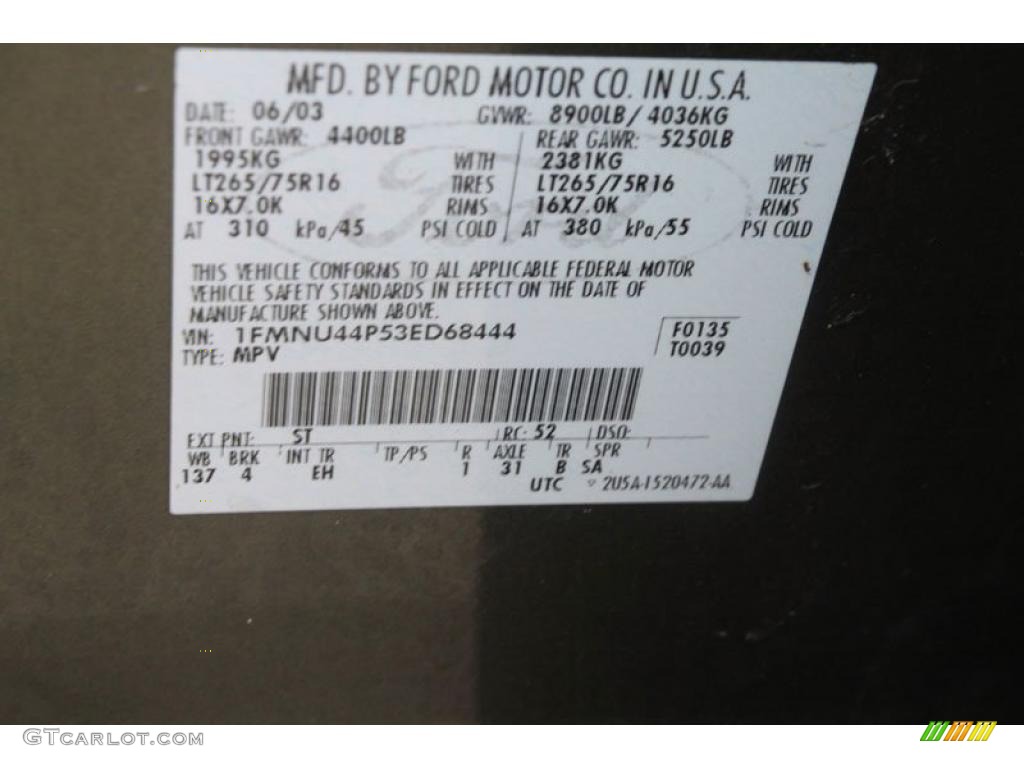 MFD. BY FORD MOTOR CO. IN U.S.A.
DATE: 06/03 GVWR: 8900LB/ 4036KG
FRONT GAWR: 4400LB REAR GAWR: 5250LB
1995KG WITH 2381KG WITH
LT265/75R16 TIRES LT265/75R16 TIRES
16X7.0K RIMS 16X7.0K RIMS
AT 310 kPa/45 PSI COLD AT 380 kPa/55 PSI COLD
THIS VEHICLE CONFORMS TO ALL APPLICABLE FEDERAL MOTOR
VEHICLE SAFETY STANDARDS IN EFFECT ON THE DATE OF
MANUFACTURE SHOWN ABOVE.
VIN: 1FMNU44P53ED68444 F0135
TYPE: MPV T0039
EXT PNT: ST RC: 52 DSO:
WB BRK INT TR TP/PS R AXLE TR SPR
137 4 EH 1 31 B SA
UTC 2U5A-1520472-AA
GTCARLOT.COM